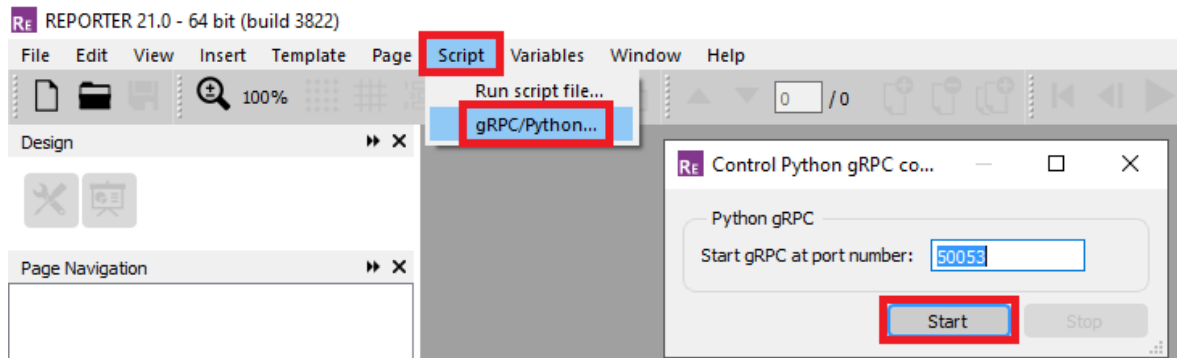 RE REPORTER 21.0 - 64 bit (build 3822)
File Edit View Insert Template Page Script Variables Window Help
100%
Run script file...
0 / 0
gRPC/Python...
Design
RE Control Python gRPC co...
Python gRPC
Start gRPC at port number: 50053
Page Navigation
Start Stop